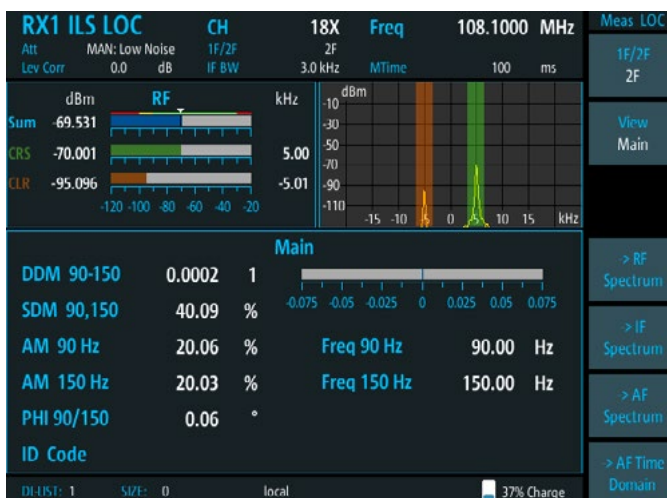 RX1 ILS LOC CH 18X Freq 108.1000 MHz Meas LOC
Att MAN: Low Noise 1F/2F 2F
Lev Corr 0.0 dB IF BW 3.0 kHz MTime 100 ms
1F/2F
2F
dBm RF kHz
Sum -69.531
CRS -70.001 5.00
CLR -95.096 -5.01
-120 -100 -80 -60 -40 -20
dBm
-10
-30
-50
-70
-90
-110
-15 -10 -5 0 5 10 15 kHz
View
Main
Main
DDM 90-150 0.0002 1
-0.075 -0.05 -0.025 0 0.025 0.05 0.075
SDM 90,150 40.09 %
AM 90 Hz 20.06 % Freq 90 Hz 90.00 Hz
AM 150 Hz 20.03 % Freq 150 Hz 150.00 Hz
PHI 90/150 0.06 °
ID Code
-> RF
Spectrum
-> IF
Spectrum
-> AF
Spectrum
-> AF Time
Domain
DI-LIST: 1 SIZE: 0 local 37% Charge